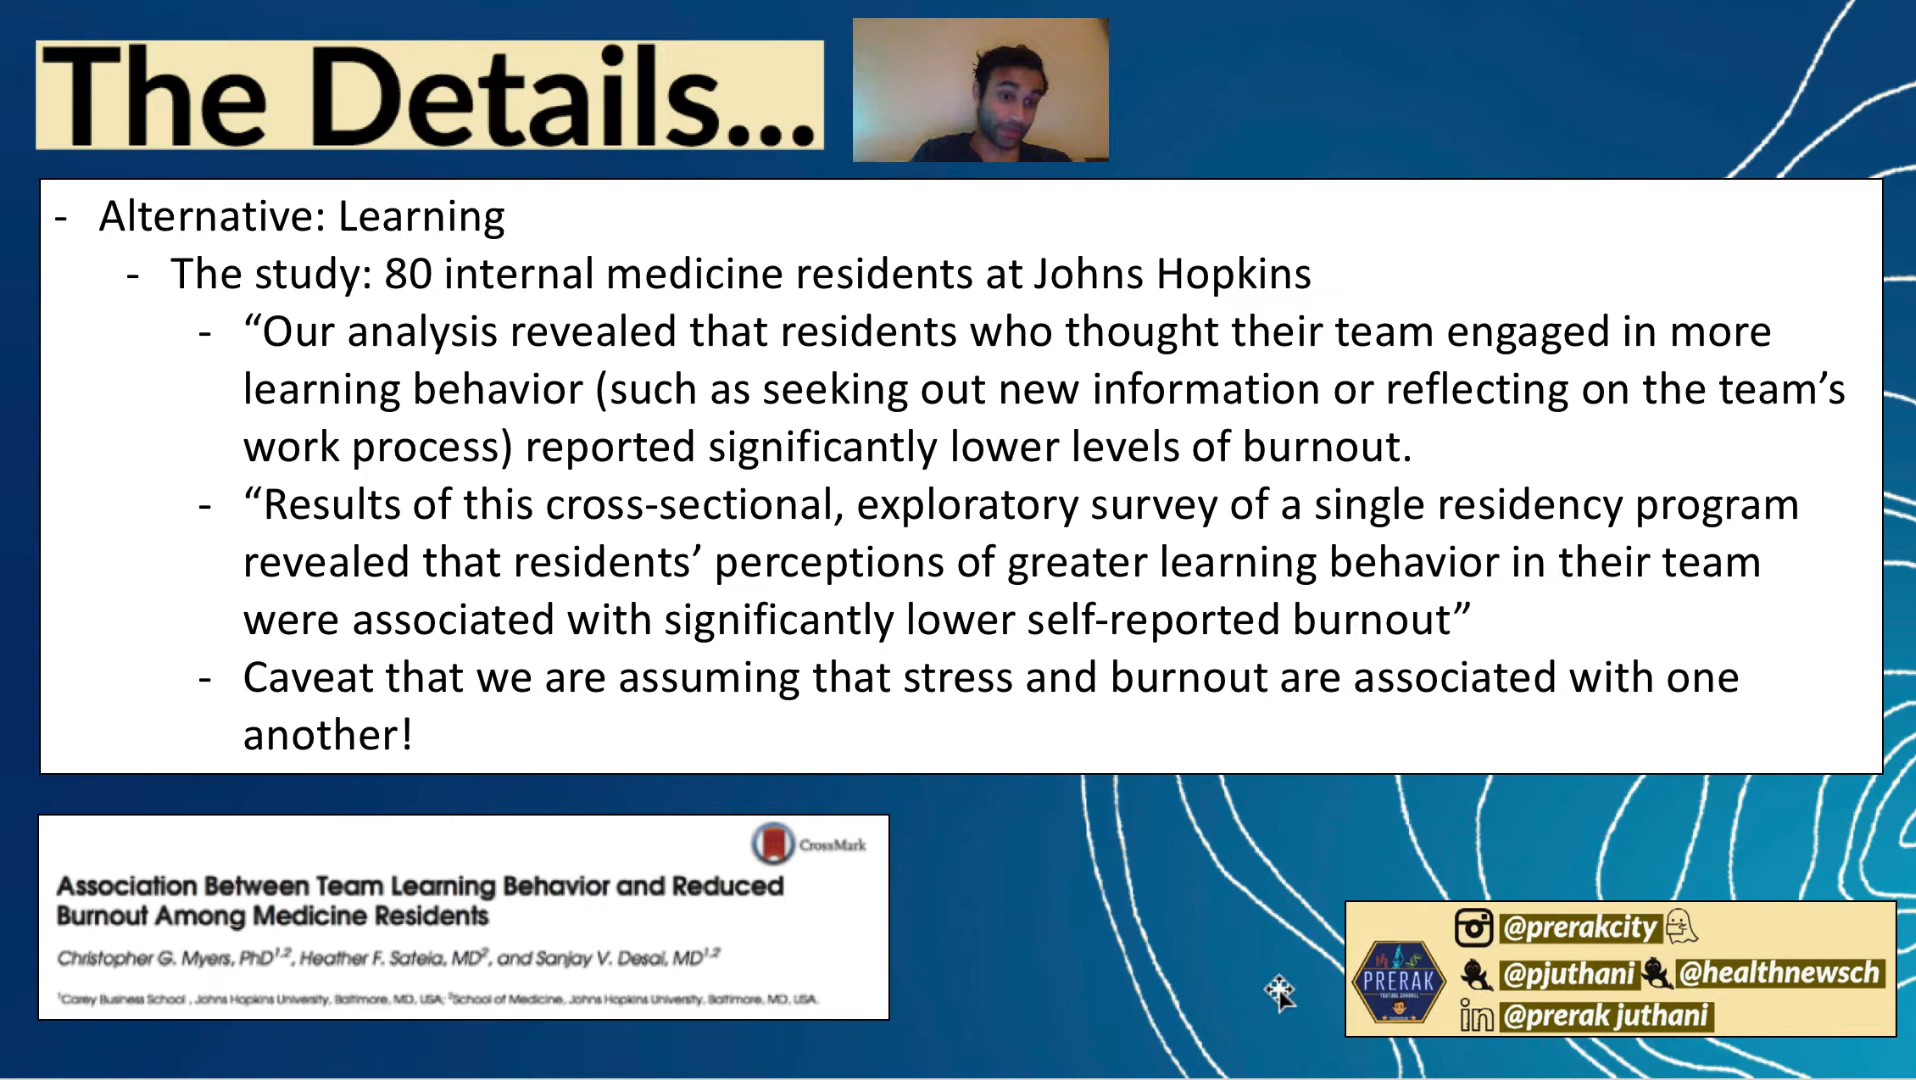 The Details...
- Alternative: Learning
- The study: 80 internal medicine residents at Johns Hopkins
- “Our analysis revealed that residents who thought their team engaged in more
learning behavior (such as seeking out new information or reflecting on the team’s
work process) reported significantly lower levels of burnout.
- “Results of this cross-sectional, exploratory survey of a single residency program
revealed that residents’ perceptions of greater learning behavior in their team
were associated with significantly lower self-reported burnout”
- Caveat that we are assuming that stress and burnout are associated with one
another!
CrossMark
Association Between Team Learning Behavior and Reduced
Burnout Among Medicine Residents
Christopher G. Myers, PhD1,2, Heather F. Sateia, MD2, and Sanjay V. Desai, MD1,2
1Carey Business School , Johns Hopkins University, Baltimore, MD, USA; 2School of Medicine, Johns Hopkins University, Baltimore, MD, USA.
@prerakcity
@pjuthani @healthnewsch
in @prerak juthani
PRERAK
YOUTUBE CHANNEL